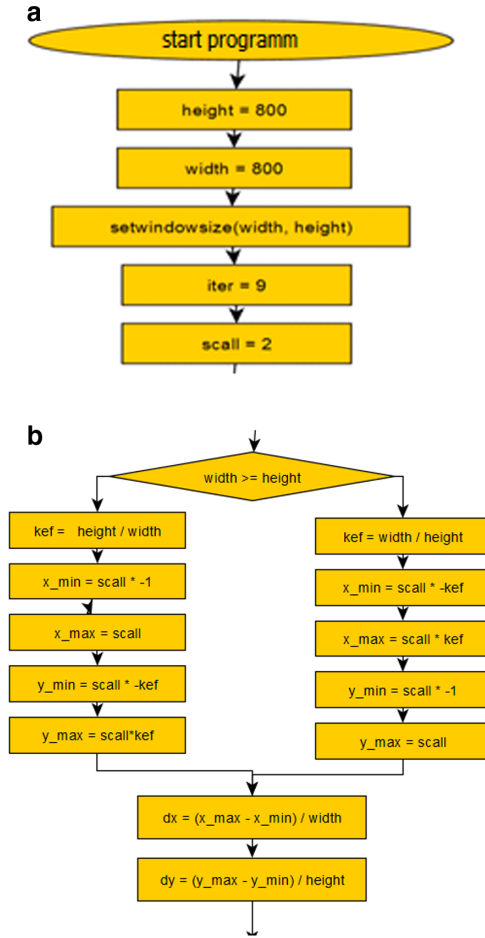 a
start programm
height = 800
width = 800
setwindowsize(width, height)
iter = 9
scall = 2
b
width >= height
kef = height / width
x_min = scall * -1
x_max = scall
y_min = scall * -kef
y_max = scall*kef
kef = width / height
x_min = scall * -kef
x_max = scall * kef
y_min = scall * -1
y_max = scall
dx = (x_max - x_min) / width
dy = (y_max - y_min) / height